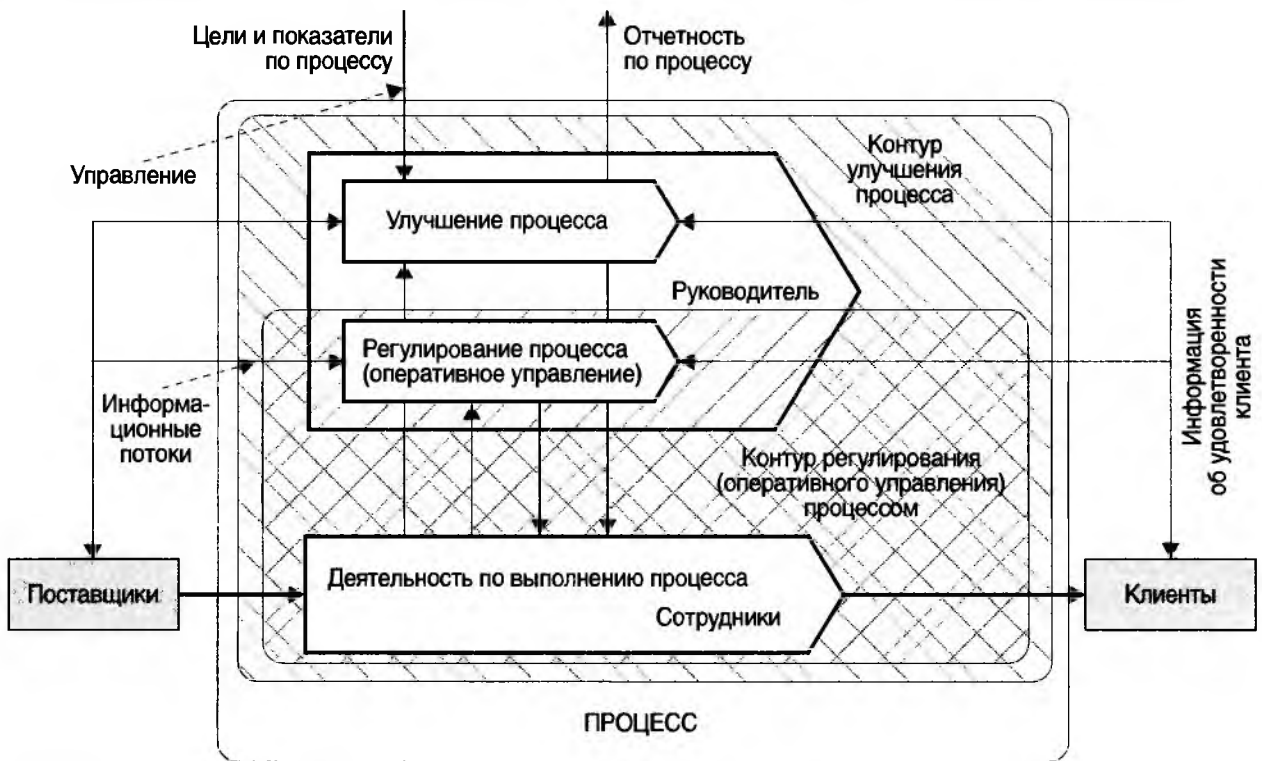 Цели и показатели
по процессу
Отчетность
по процессу
Управление
Контур
улучшения
процесса
Улучшение процесса
Руководитель
Регулирование процесса
(оперативное управление)
Информа-
ционные
потоки
Информация
об удовлетворенности
клиента
Контур регулирования
(оперативного управления)
процессом
Поставщики
Деятельность по выполнению процесса
Сотрудники
Клиенты
ПРОЦЕСС